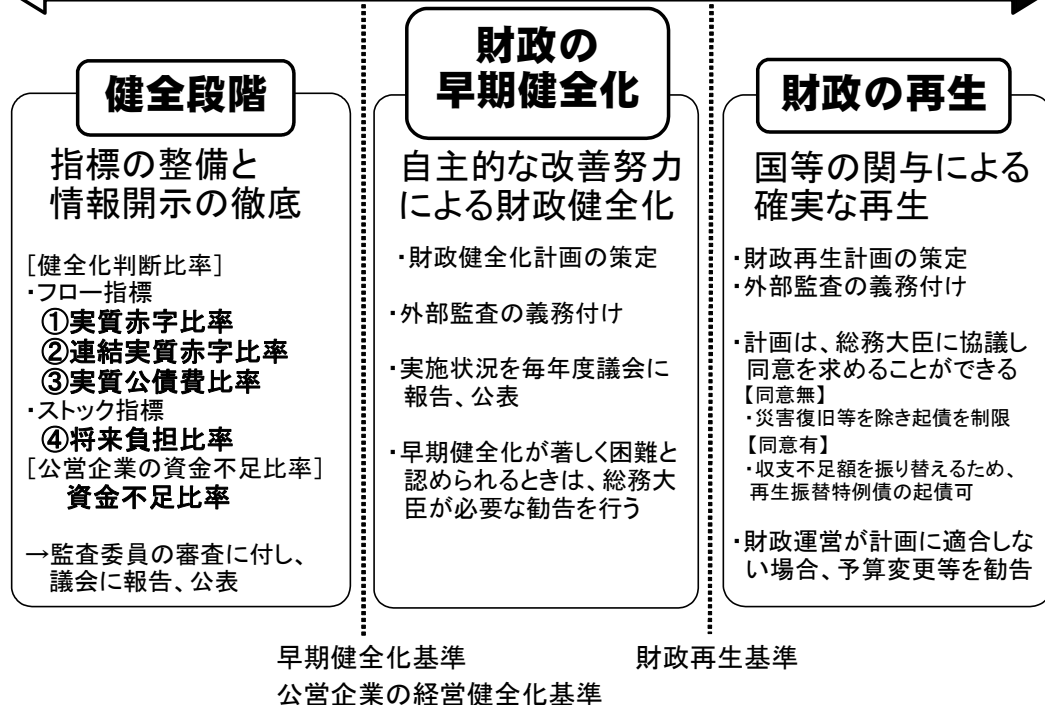 健全段階
指標の整備と
情報開示の徹底
[健全化判断比率]
・フロー指標
①実質赤字比率
②連結実質赤字比率
③実質公債費比率
・ストック指標
④将来負担比率
[公営企業の資金不足比率]
資金不足比率
→監査委員の審査に付し、
議会に報告、公表
財政の
早期健全化
自主的な改善努力
による財政健全化
・財政健全化計画の策定
・外部監査の義務付け
・実施状況を毎年度議会に
報告、公表
・早期健全化が著しく困難と
認められるときは、総務大
臣が必要な勧告を行う
財政の再生
国等の関与による
確実な再生
・財政再生計画の策定
・外部監査の義務付け
・計画は、総務大臣に協議し
同意を求めることができる
【同意無】
・災害復旧等を除き起債を制限
【同意有】
・収支不足額を振り替えるため、
再生振替特例債の起債可
・財政運営が計画に適合しな
い場合、予算変更等を勧告
早期健全化基準
公営企業の経営健全化基準
財政再生基準